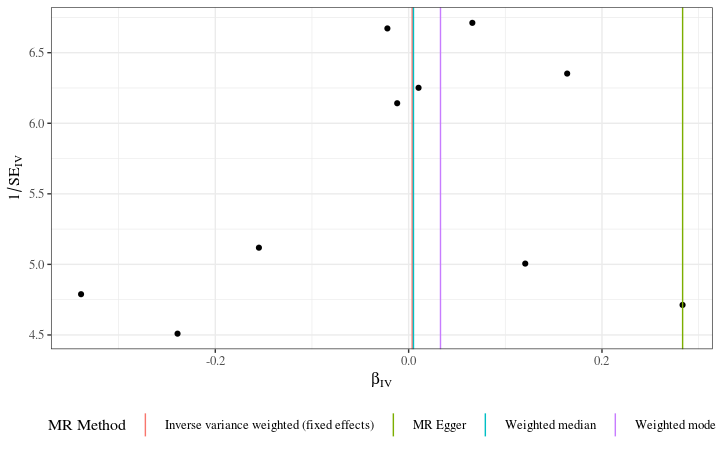 6.5
6.0
5.5
5.0
4.5
1/SE_IV
-0.2
0.0
0.2
β_IV
MR Method
Inverse variance weighted (fixed effects)
MR Egger
Weighted median
Weighted mode